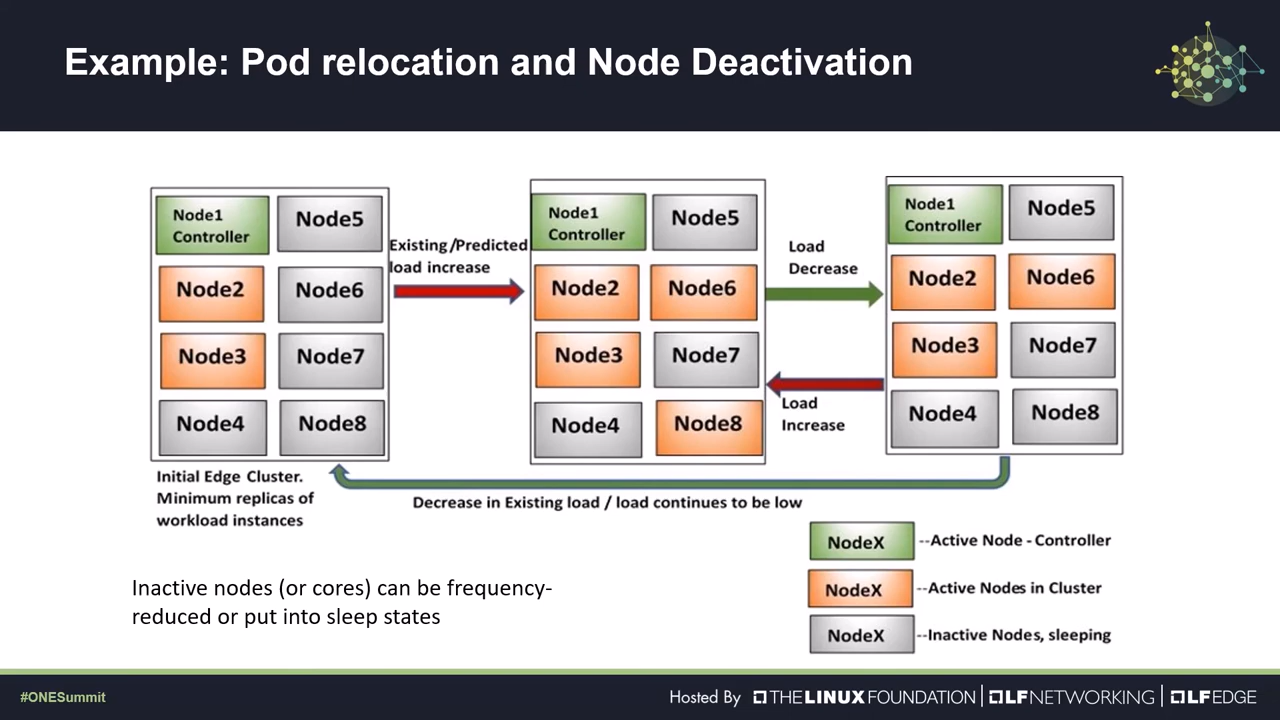 Example: Pod relocation and Node Deactivation
Node1
Controller
Node5
Node2
Node6
Node3
Node7
Node4
Node8
Initial Edge Cluster.
Minimum replicas of
workload instances
Existing/Predicted
load increase
Node1
Controller
Node5
Node2
Node6
Node3
Node7
Node4
Node8
Load
Decrease
Load
Increase
Node1
Controller
Node5
Node2
Node6
Node3
Node7
Node4
Node8
Decrease in Existing load / load continues to be low
NodeX --Active Node - Controller
NodeX --Active Nodes in Cluster
NodeX --Inactive Nodes, sleeping
Inactive nodes (or cores) can be frequency-
reduced or put into sleep states
#ONESummit
Hosted By THE LINUX FOUNDATION | LFNETWORKING | LFEDGE